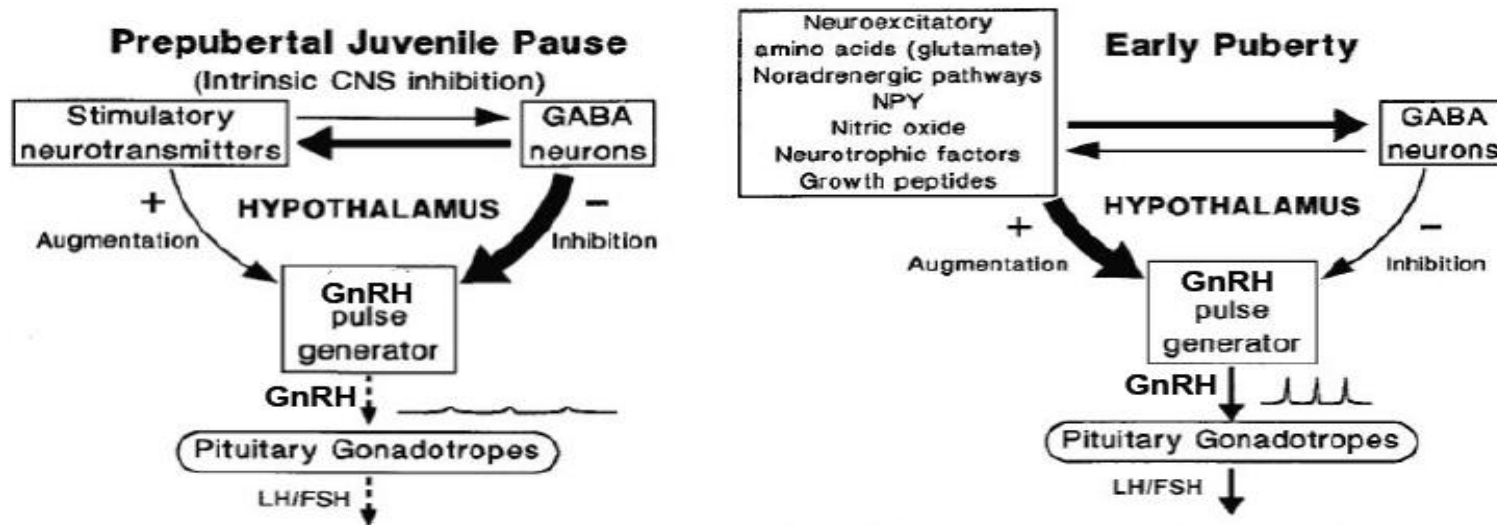 Prepubertal Juvenile Pause
(Intrinsic CNS inhibition)
Stimulatory
neurotransmitters
GABA
neurons
HYPOTHALAMUS
+
Augmentation
−
Inhibition
GnRH
pulse
generator
GnRH
Pituitary Gonadotropes
LH/FSH
Early Puberty
Neuroexcitatory
amino acids (glutamate)
Noradrenergic pathways
NPY
Nitric oxide
Neurotrophic factors
Growth peptides
GABA
neurons
HYPOTHALAMUS
+
Augmentation
−
Inhibition
GnRH
pulse
generator
GnRH
Pituitary Gonadotropes
LH/FSH